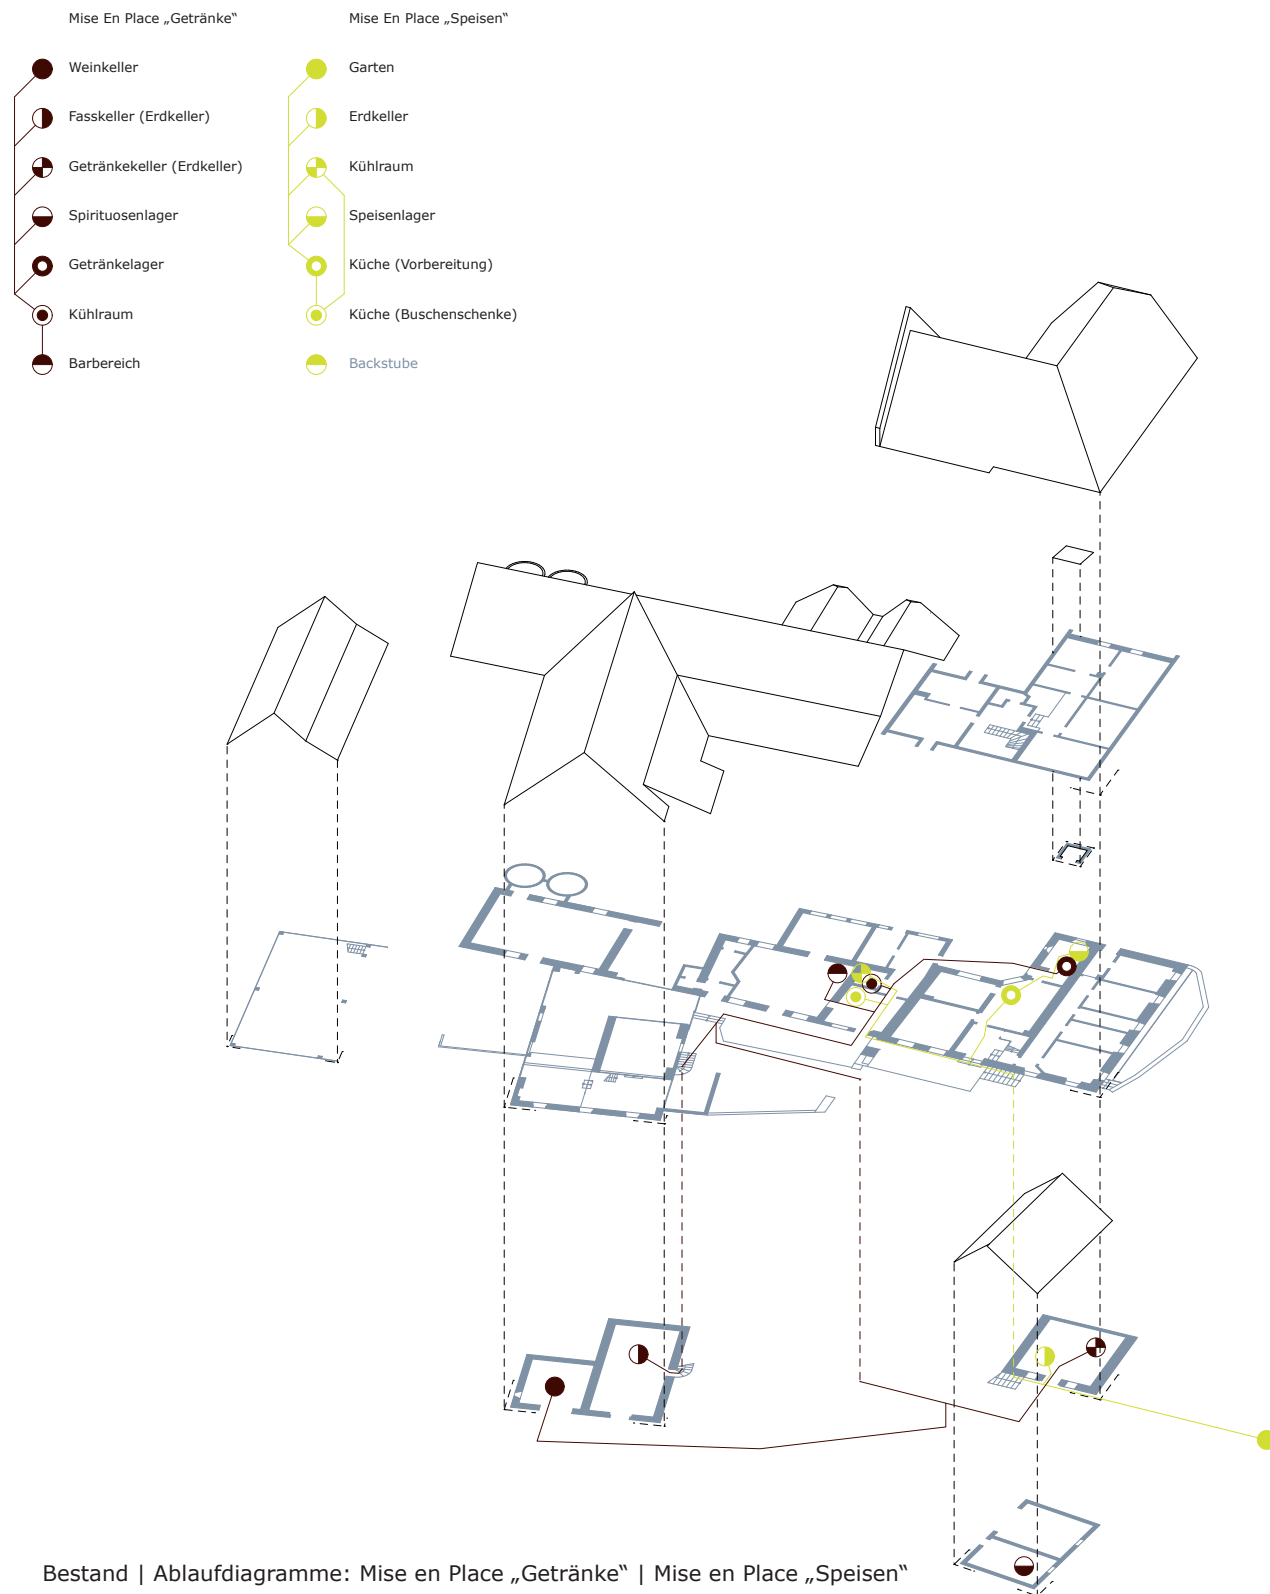 Mise En Place „Getränke“
Weinkeller
Fasskeller (Erdkeller)
Getränkekeller (Erdkeller)
Spirituosenlager
Getränkelager
Kühlraum
Barbereich
Mise En Place „Speisen“
Garten
Erdkeller
Kühlraum
Speisenlager
Küche (Vorbereitung)
Küche (Buschenschenke)
Backstube
Bestand | Ablaufdiagramme: Mise en Place „Getränke“ | Mise en Place „Speisen“